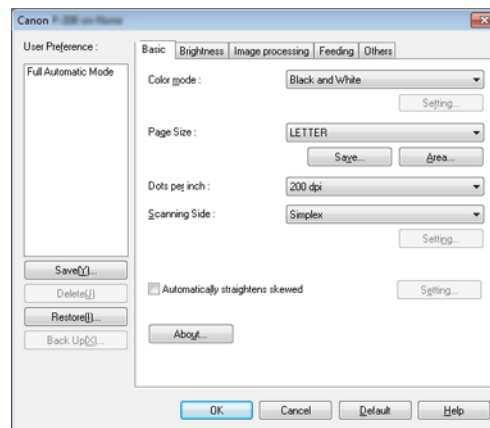 Canon
User Preference :
Full Automatic Mode
Save(Y)...
Delete(J)
Restore(I)...
Back Up(X)...
Basic
Brightness
Image processing
Feeding
Others
Color mode :
Black and White
Setting...
Page Size :
LETTER
Save...
Area...
Dots per inch :
200 dpi
Scanning Side :
Simplex
Setting...
Automatically straightens skewed
Setting...
About...
OK
Cancel
Default
Help